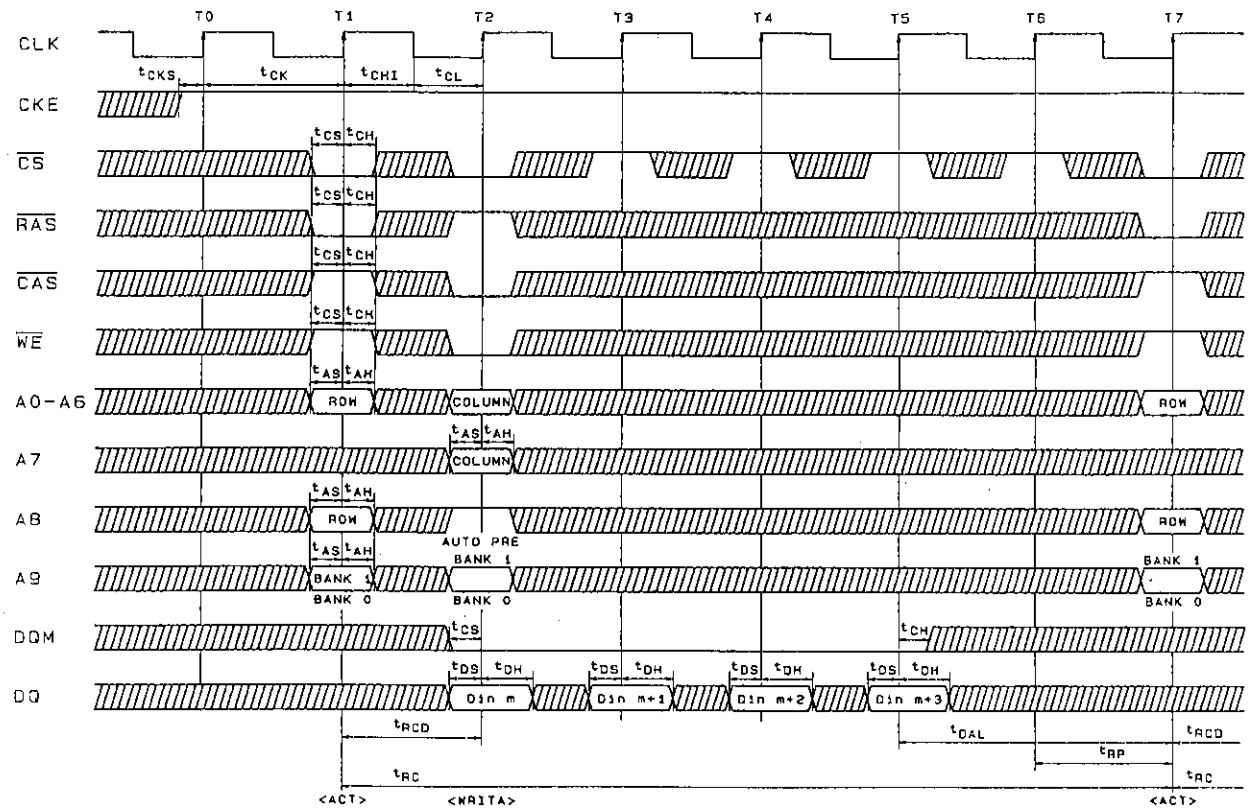 T0 T1 T2 T3 T4 T5 T6 T7
CLK
tCKS tCK tCHI tCL
CKE
tCS tCH
CS
tCS tCH
RAS
tCS tCH
CAS
tCS tCH
WE
tAS tAH
A0-A6 ROW COLUMN ROW
tAS tAH
A7 COLUMN
tAS tAH
A8 ROW ROW
AUTO PRE
tAS tAH BANK 1 BANK 1
A9 BANK 1
BANK 0 BANK 0 BANK 0
DQM tCS tCH
tDS tDH tDS tDH tDS tDH tDS tDH
DQ Din m Din m+1 Din m+2 Din m+3
tRCD tDAL tRCD
tRP
tRC tRC
<ACT> <WRITA> <ACT>